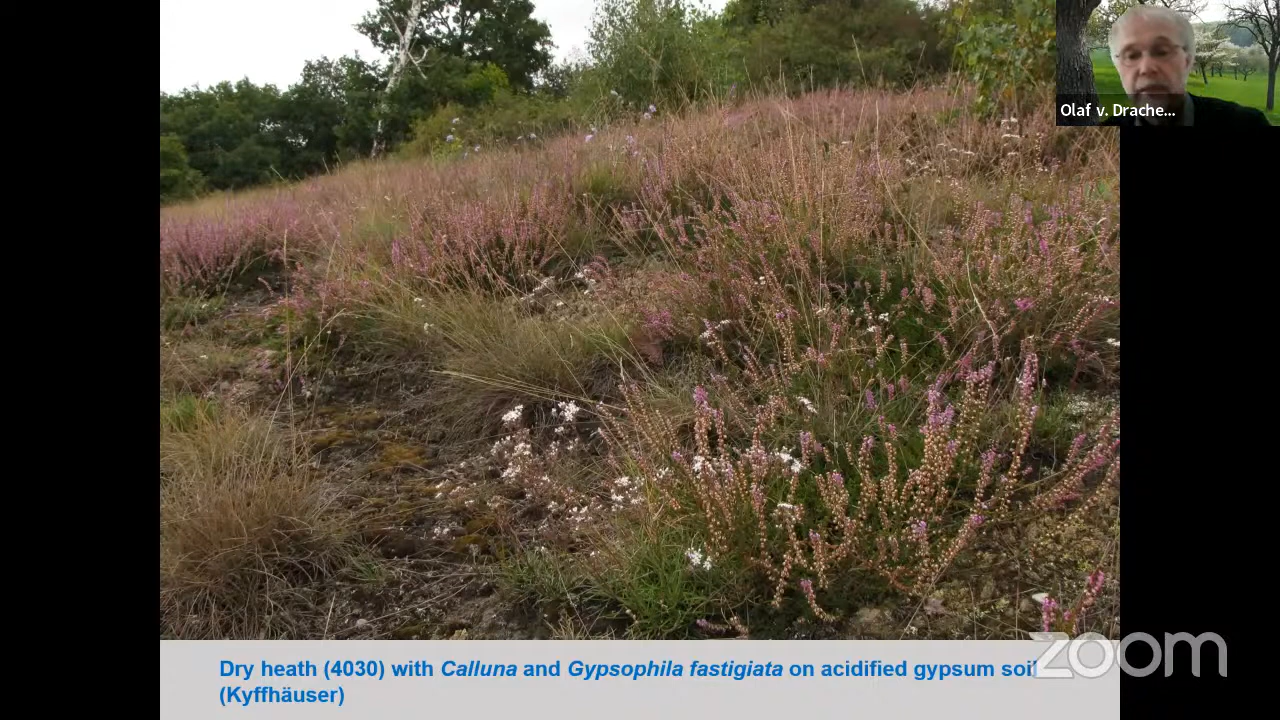 Olaf v. Drache...
Dry heath (4030) with Calluna and Gypsophila fastigiata on acidified gypsum soil
(Kyffhäuser)
zoom